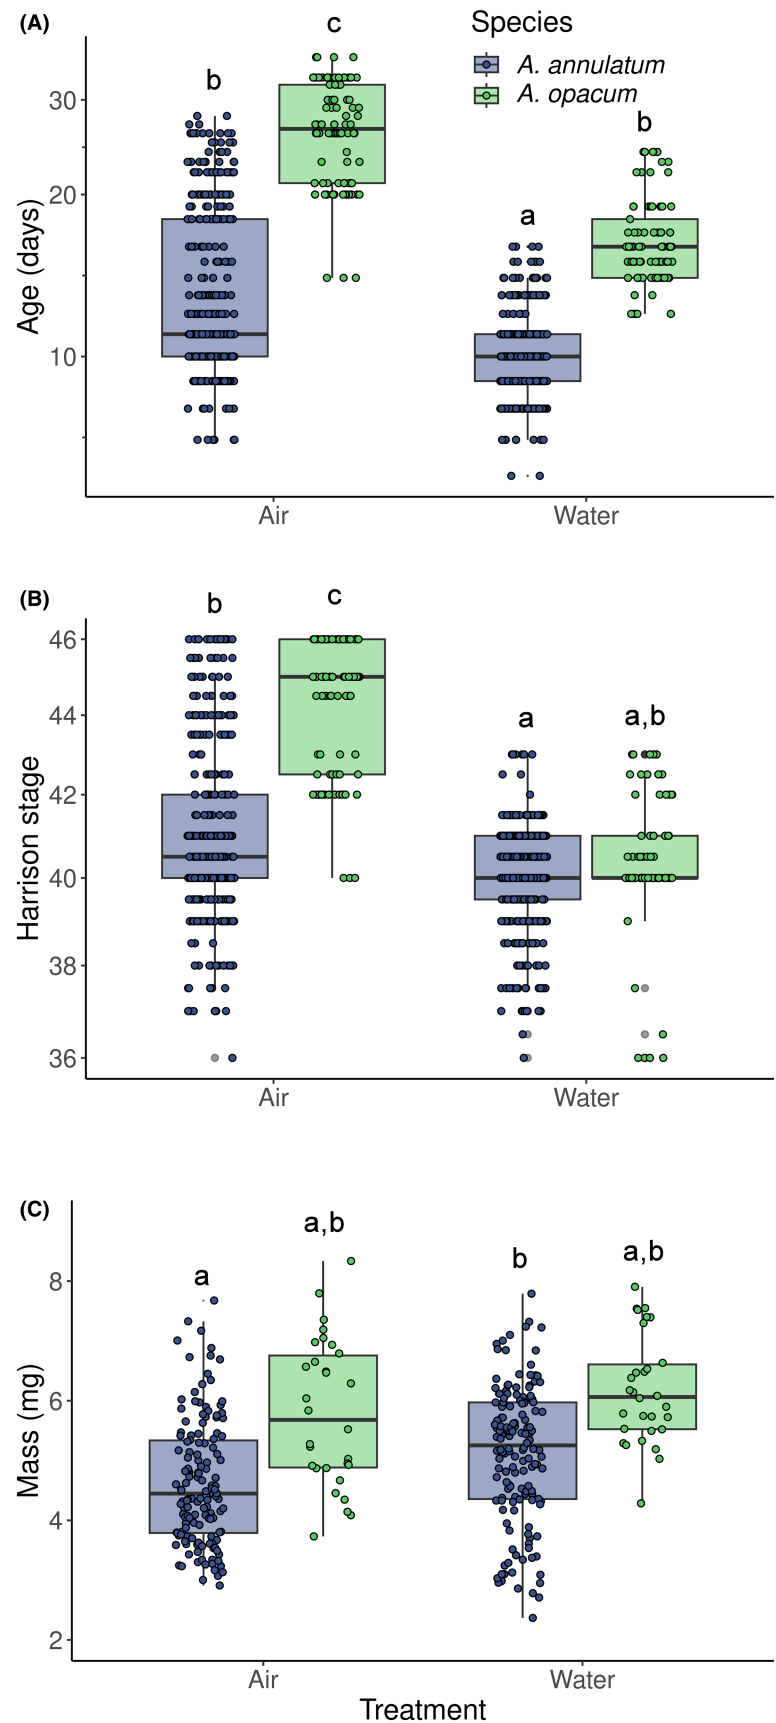 (A)
Species
A. annulatum
A. opacum
b
c
a
b
Age (days)
30
20
10
Air
Water
(B)
b
c
a
a,b
Harrison stage
46
44
42
40
38
36
Air
Water
(C)
a
a,b
b
a,b
Mass (mg)
8
6
4
2
Air
Water
Treatment